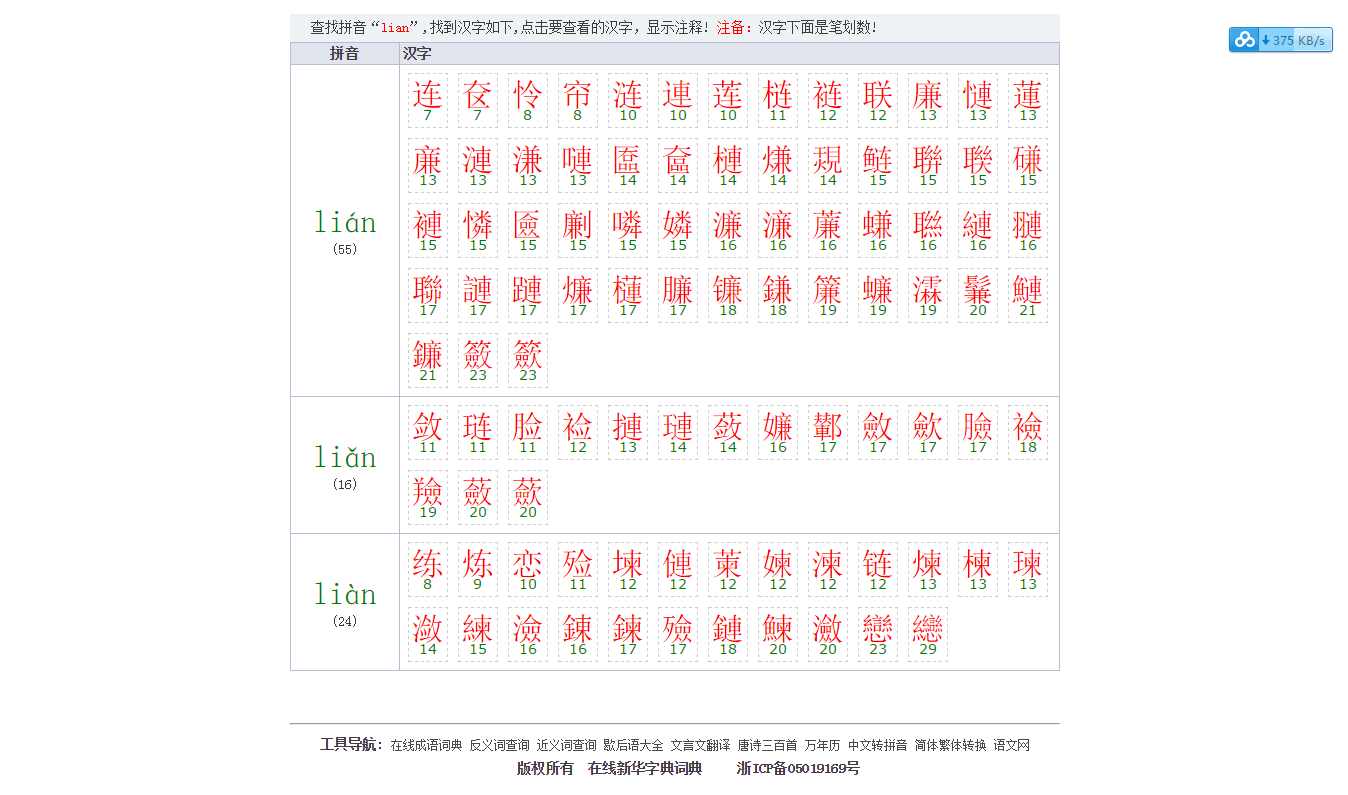 查找拼音“lian”,找到汉字如下,点击要查看的汉字，显示注释! 注备：汉字下面是笔划数!
375 KB/s
拼音 汉字
连 奁 怜 帘 涟 連 莲 梿 裢 联 廉 慩 蓮
7 7 8 8 10 10 10 11 12 12 13 13 13
亷 漣 溓 嗹 匲 奩 槤 熑 覝 鲢 聨 聫 磏
13 13 13 13 14 14 14 14 14 15 15 15 15
褳 憐 匳 劆 噒 嫾 濂 濓 薕 螊 聮 縺 翴
15 15 15 15 15 15 16 16 16 16 16 16 16
lián
(55)
聯 謰 蹥 燫 櫣 臁 镰 鎌 簾 蠊 瀮 鬑 鰱
17 17 17 17 17 17 18 18 19 19 19 20 21
鐮 籢 籨
21 23 23
敛 琏 脸 裣 摙 璉 蔹 嬚 鄻 斂 歛 臉 襝
11 11 11 12 13 14 14 16 17 17 17 17 18
liǎn
(16)
羷 蘞 蘝
19 20 20
练 炼 恋 殓 堜 僆 萰 媡 湅 链 煉 楝 瑓
8 9 10 11 12 12 12 12 12 12 13 13 13
liàn
(24)
潋 練 澰 錬 鍊 殮 鏈 鰊 瀲 戀 纞
14 15 16 16 17 17 18 20 20 23 29
工具导航：在线成语词典 反义词查询 近义词查询 歇后语大全 文言文翻译 唐诗三百首 万年历 中文转拼音 简体繁体转换 语文网
版权所有 在线新华字典词典 浙ICP备05019169号